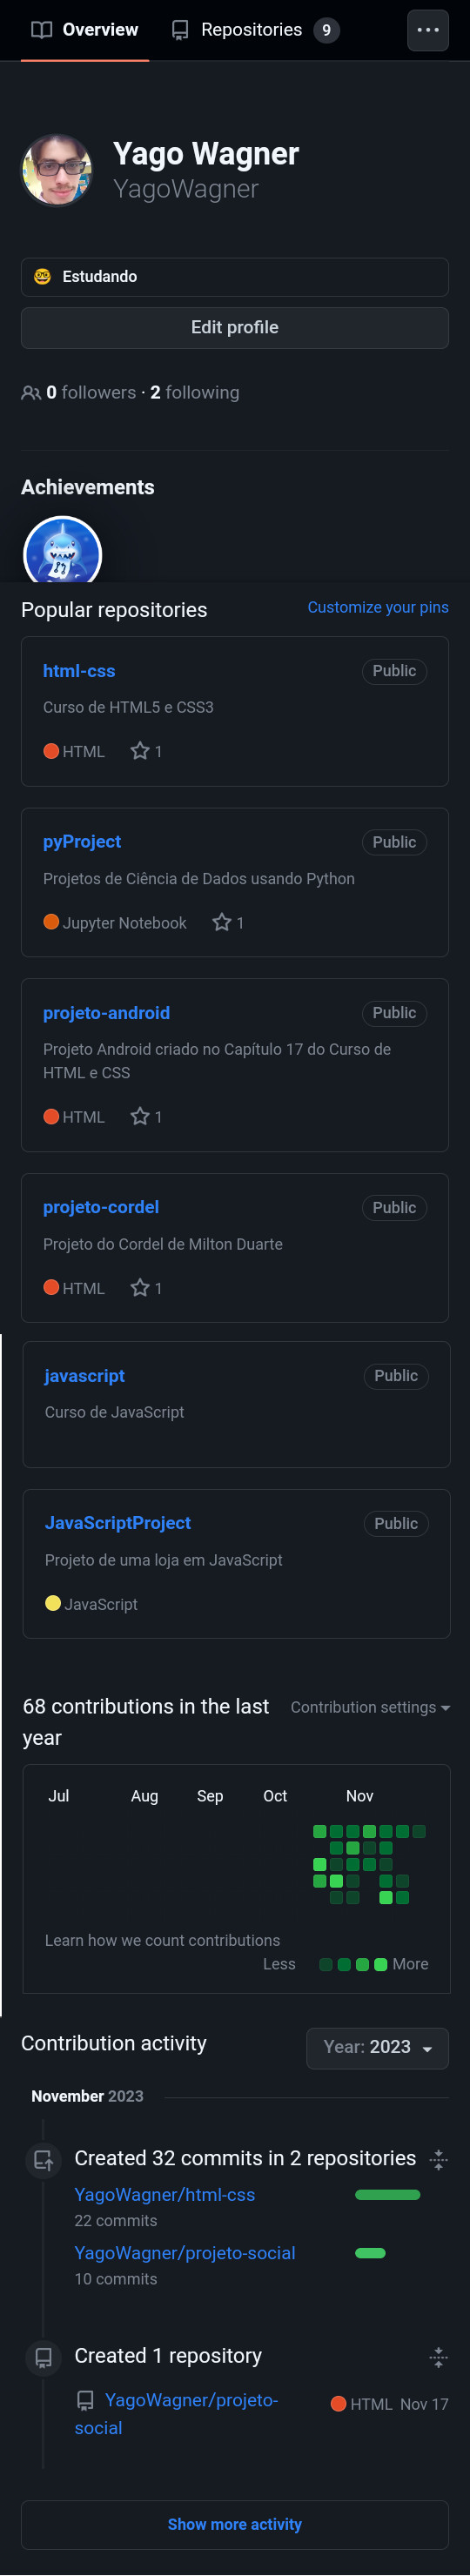 Overview Repositories 9
Yago Wagner
YagoWagner
Estudando
Edit profile
0 followers · 2 following
Achievements
Popular repositories Customize your pins
html-css Public
Curso de HTML5 e CSS3
HTML 1
pyProject Public
Projetos de Ciência de Dados usando Python
Jupyter Notebook 1
projeto-android Public
Projeto Android criado no Capítulo 17 do Curso de
HTML e CSS
HTML 1
projeto-cordel Public
Projeto do Cordel de Milton Duarte
HTML 1
javascript Public
Curso de JavaScript
JavaScriptProject Public
Projeto de uma loja em JavaScript
JavaScript
68 contributions in the last Contribution settings
year
Jul Aug Sep Oct Nov
Learn how we count contributions
Less More
Contribution activity Year: 2023
November 2023
Created 32 commits in 2 repositories
YagoWagner/html-css
22 commits
YagoWagner/projeto-social
10 commits
Created 1 repository
YagoWagner/projeto- HTML Nov 17
social
Show more activity